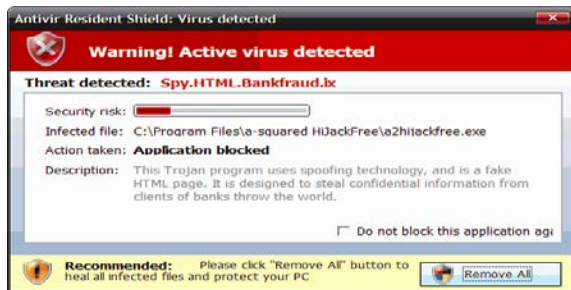 Antivir Resident Shield: Virus detected
Warning! Active virus detected
Threat detected: Spy.HTML.Bankfraud.ix
Security risk:
Infected file: C:\Program Files\a-squared HiJackFree\a2hijackfree.exe
Action taken: Application blocked
Description: This Trojan program uses spoofing technology, and is a fake
HTML page. It is designed to steal confidential information from
clients of banks throw the world.
Do not block this application aga
Recommended: Please click "Remove All" button to
heal all infected files and protect your PC
Remove All